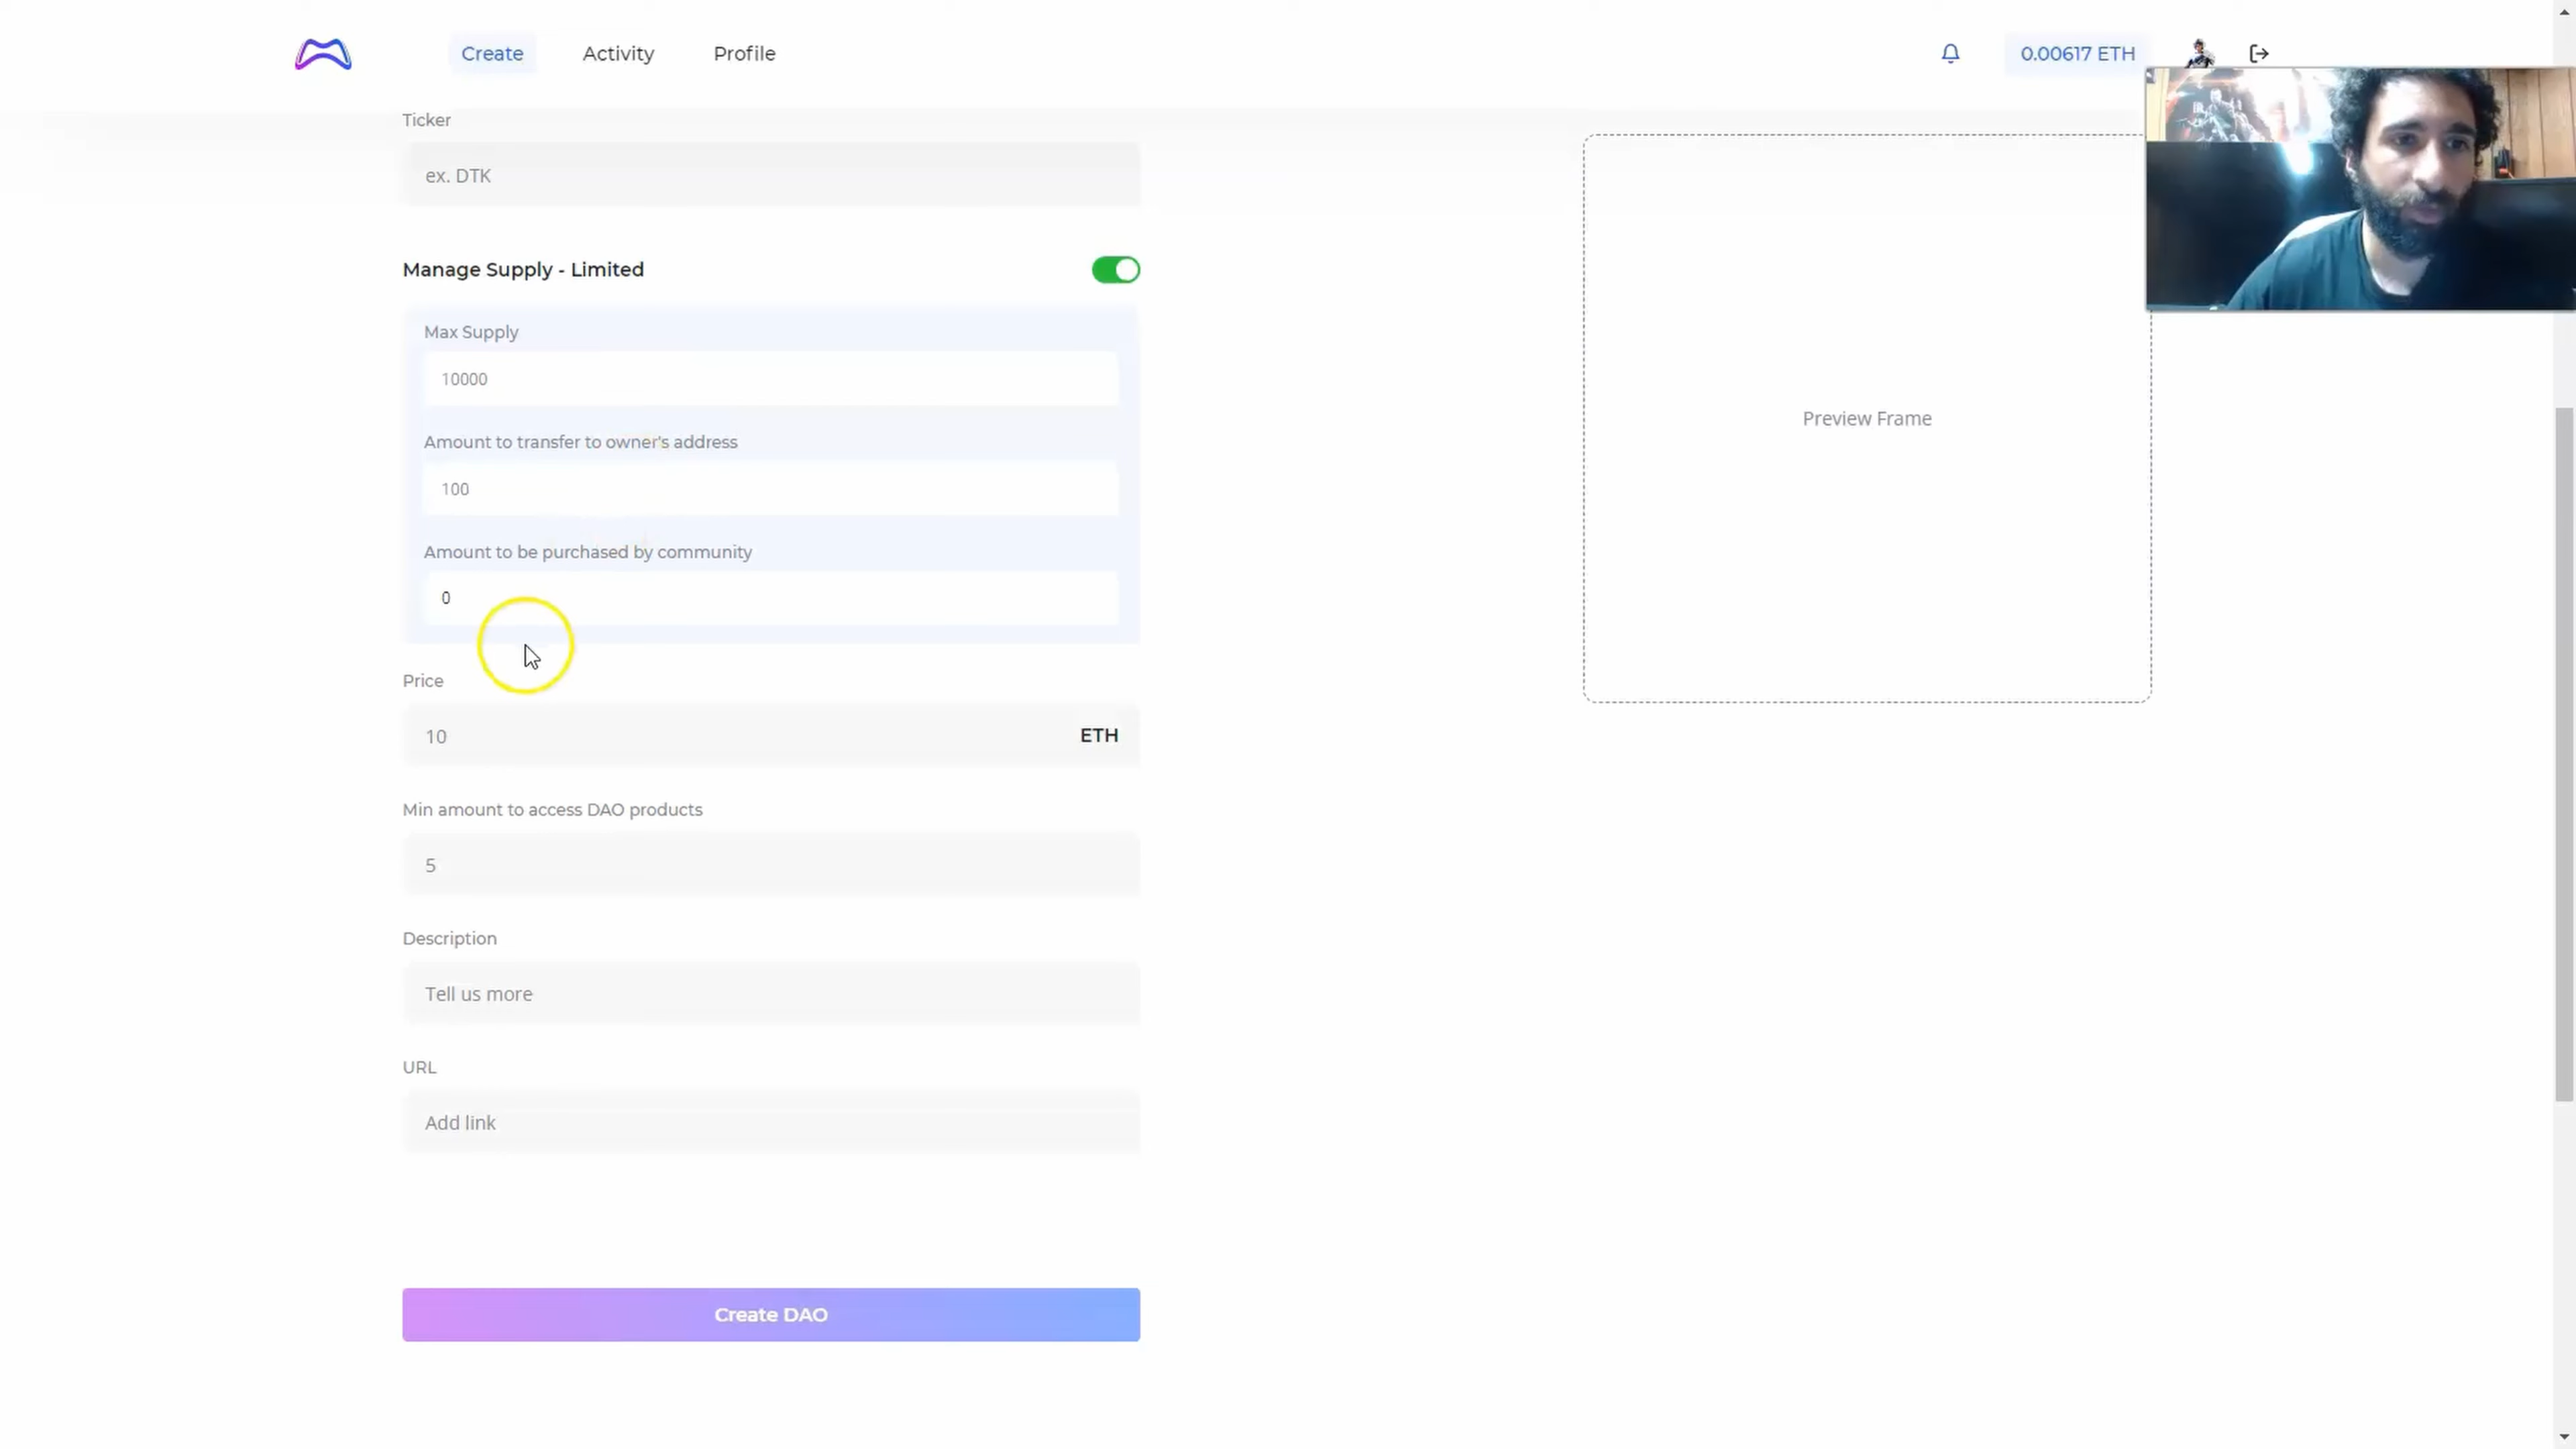 Create Activity Profile
0.00617 ETH
Ticker
ex. DTK
Manage Supply - Limited
Max Supply
10000
Amount to transfer to owner's address
100
Amount to be purchased by community
0
Price
10 ETH
Min amount to access DAO products
5
Description
Tell us more
URL
Add link
Create DAO
Preview Frame